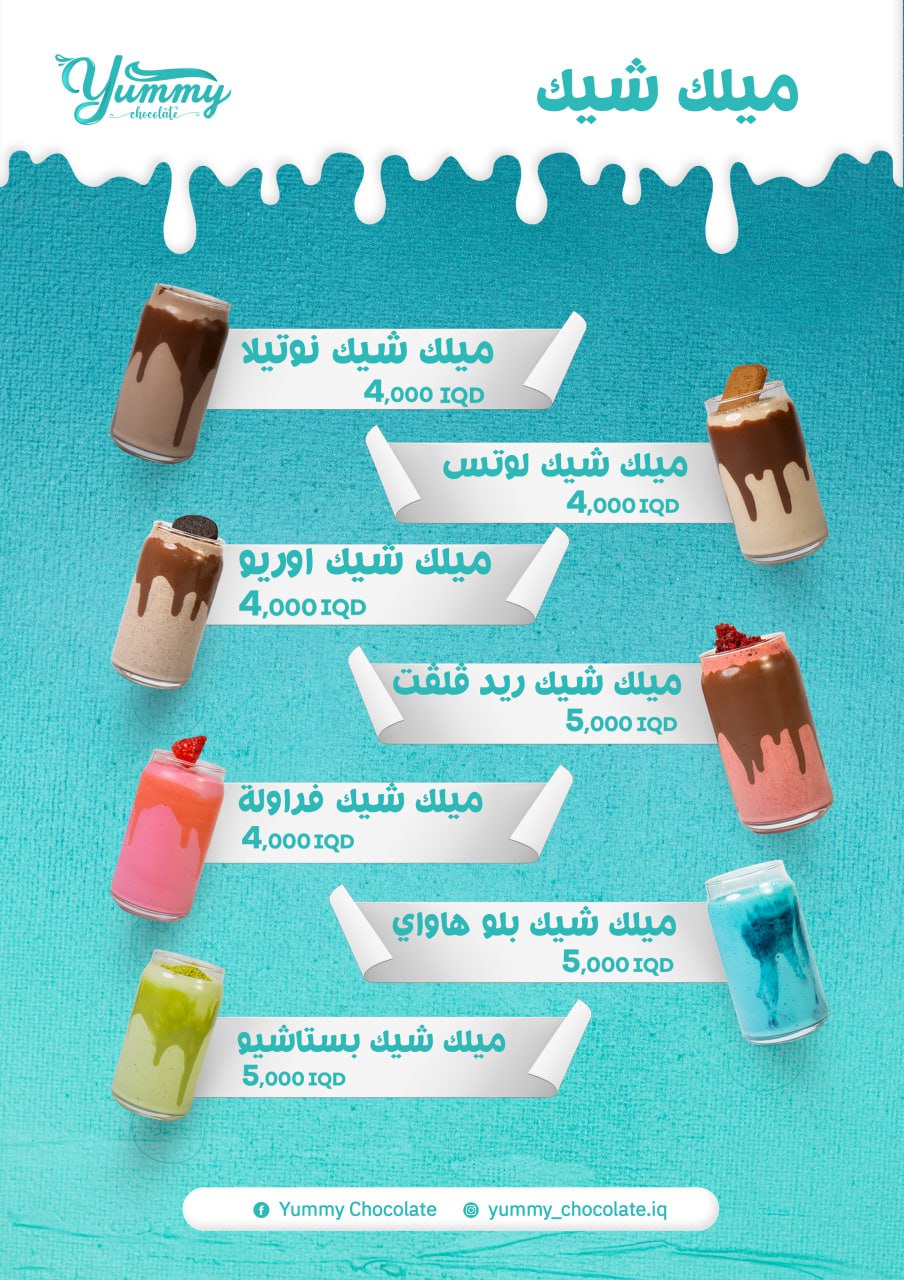 Yummy
chocolate
ميلك شيك
ميلك شيك نوتيلا
4,000 IQD
ميلك شيك لوتس
4,000 IQD
ميلك شيك اوريو
4,000 IQD
ميلك شيك ريد ڤلڤت
5,000 IQD
ميلك شيك فراولة
4,000 IQD
ميلك شيك بلو هاواي
5,000 IQD
ميلك شيك بستاشيو
5,000 IQD
Yummy Chocolate yummy_chocolate.iq